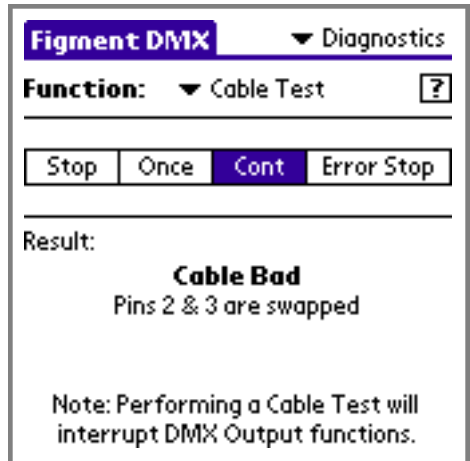 Figment DMX Diagnostics
Function: Cable Test ?
Stop Once Cont Error Stop
Result:
Cable Bad
Pins 2 & 3 are swapped
Note: Performing a Cable Test will
interrupt DMX Output functions.